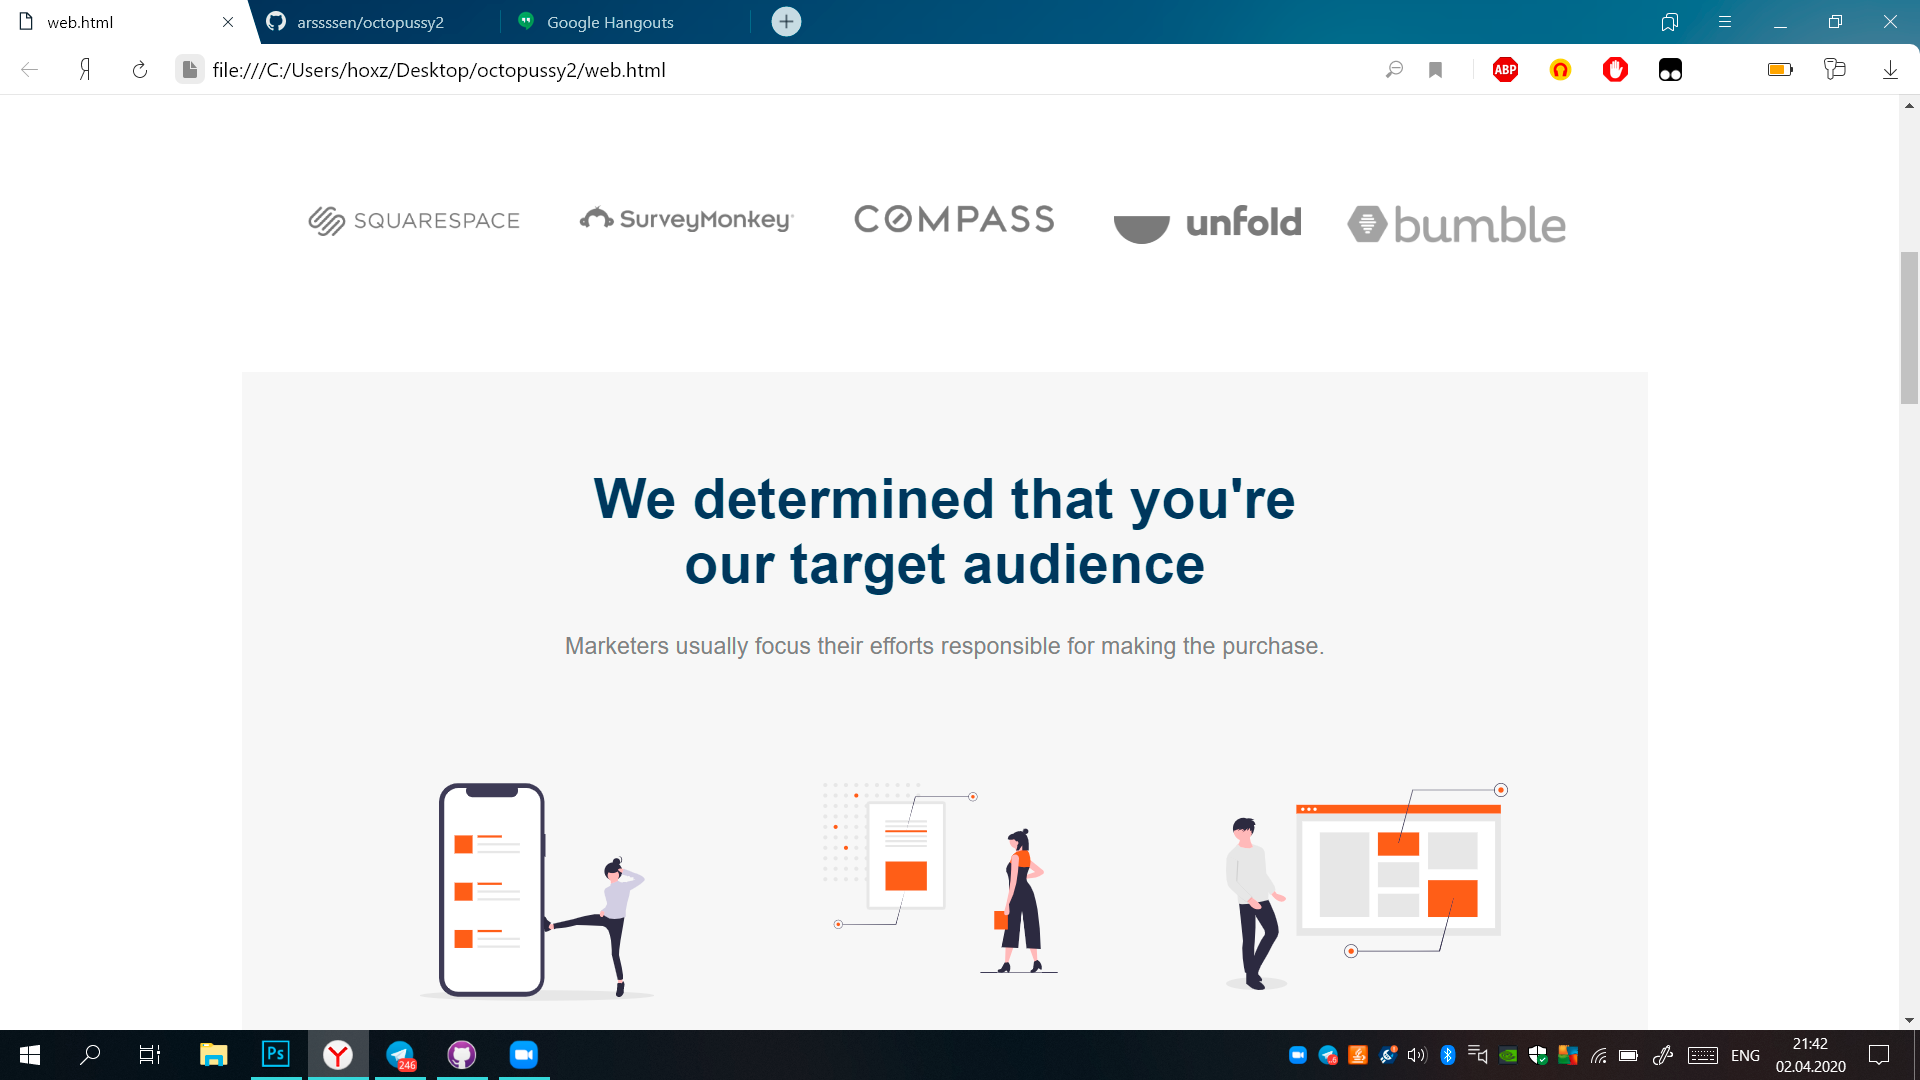 web.html
arssssen/octopussy2
Google Hangouts
file:///C:/Users/hoxz/Desktop/octopussy2/web.html
ABP
SQUARESPACE
SurveyMonkey
COMPASS
unfold
bumble
We determined that you're
our target audience
Marketers usually focus their efforts responsible for making the purchase.
Ps
246
ENG
21:42
02.04.2020